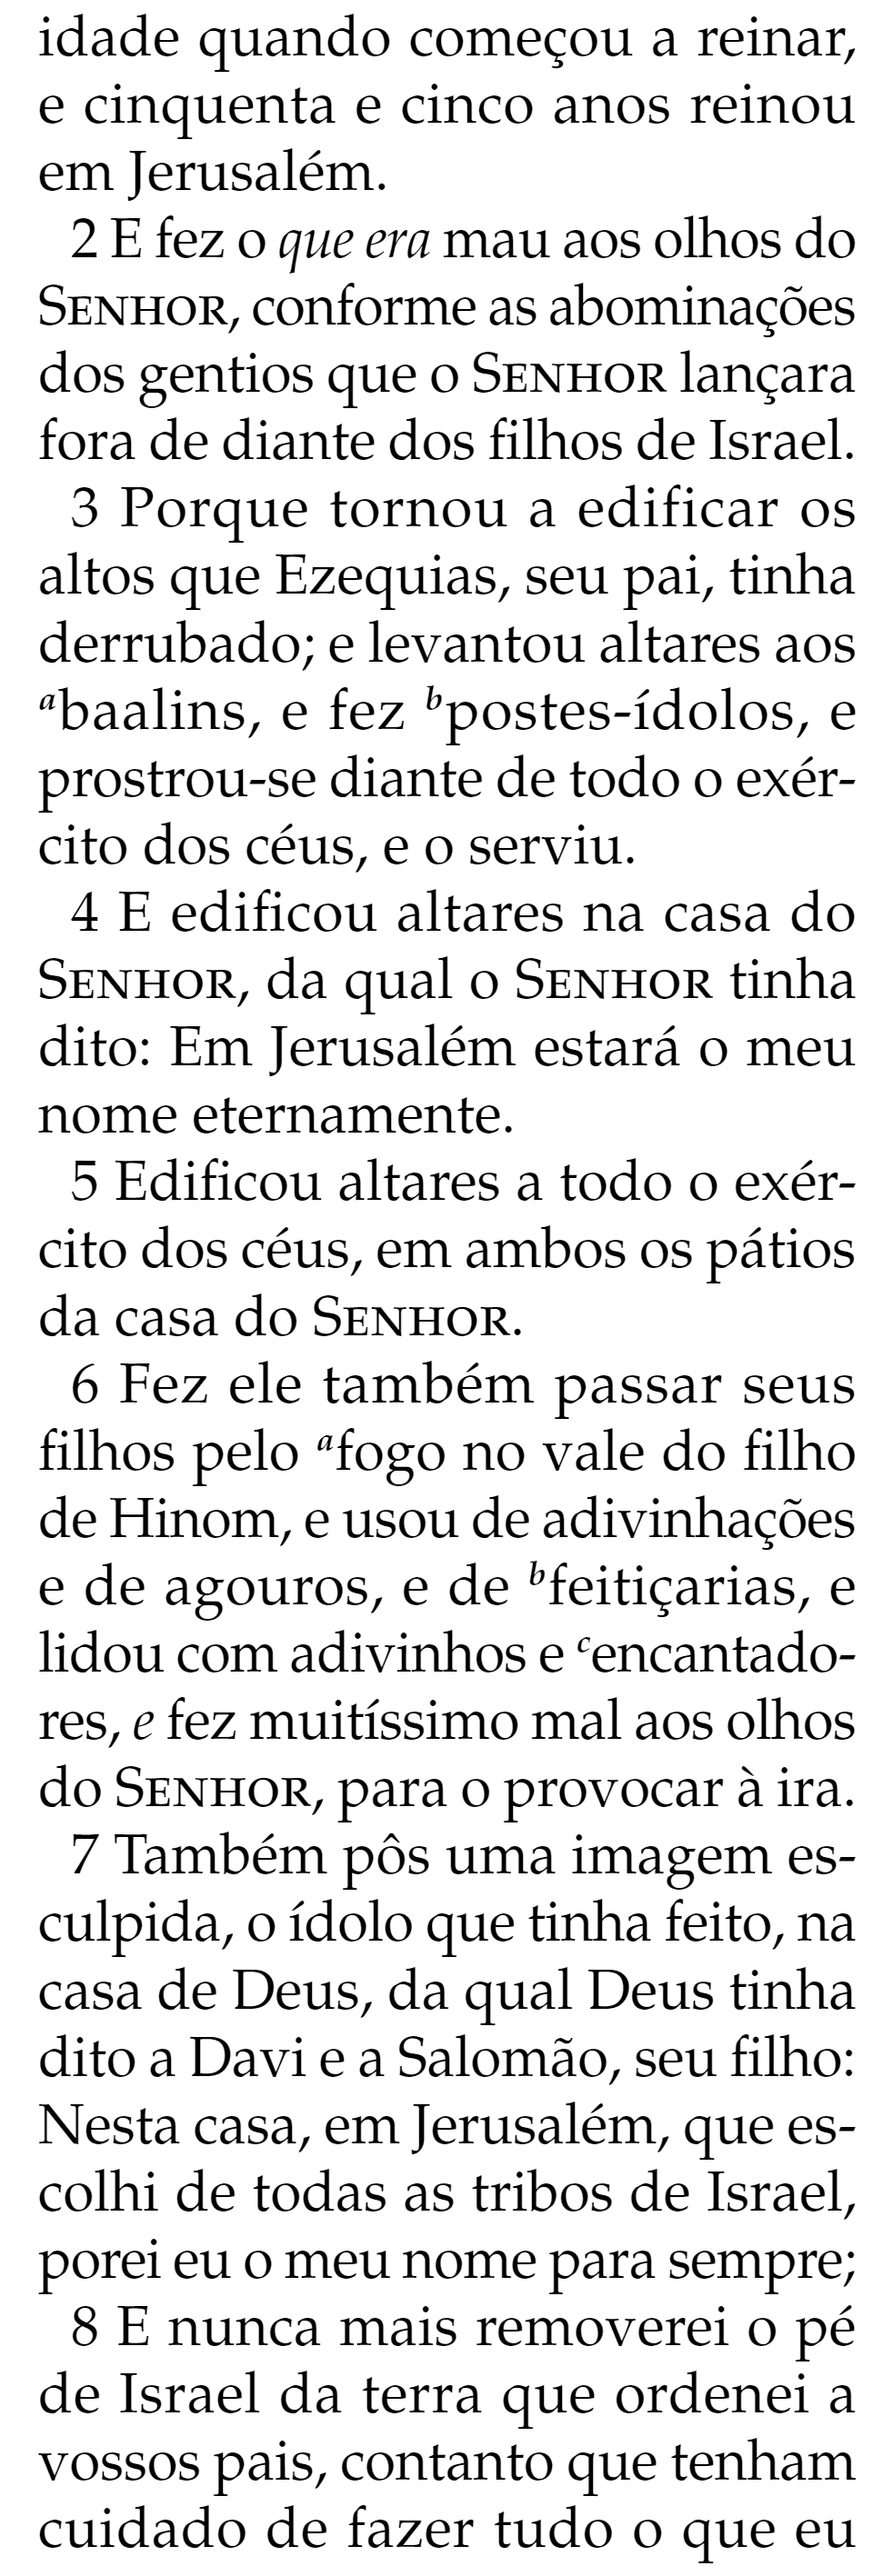 idade quando começou a reinar,
e cinquenta e cinco anos reinou
em Jerusalém.
2 E fez o que era mau aos olhos do
SENHOR, conforme as abominações
dos gentios que o SENHOR lançara
fora de diante dos filhos de Israel.
3 Porque tornou a edificar os
altos que Ezequias, seu pai, tinha
derrubado; e levantou altares aos
abaalins, e fez bpostes-ídolos, e
prostrou-se diante de todo o exér-
cito dos céus, e o serviu.
4 E edificou altares na casa do
SENHOR, da qual o SENHOR tinha
dito: Em Jerusalém estará o meu
nome eternamente.
5 Edificou altares a todo o exér-
cito dos céus, em ambos os pátios
da casa do SENHOR.
6 Fez ele também passar seus
filhos pelo afogo no vale do filho
de Hinom, e usou de adivinhações
e de agouros, e de bfeitiçarias, e
lidou com adivinhos e cencantado-
res, e fez muitíssimo mal aos olhos
do SENHOR, para o provocar à ira.
7 Também pôs uma imagem es-
culpida, o ídolo que tinha feito, na
casa de Deus, da qual Deus tinha
dito a Davi e a Salomão, seu filho:
Nesta casa, em Jerusalém, que es-
colhi de todas as tribos de Israel,
porei eu o meu nome para sempre;
8 E nunca mais removerei o pé
de Israel da terra que ordenei a
vossos pais, contanto que tenham
cuidado de fazer tudo o que eu